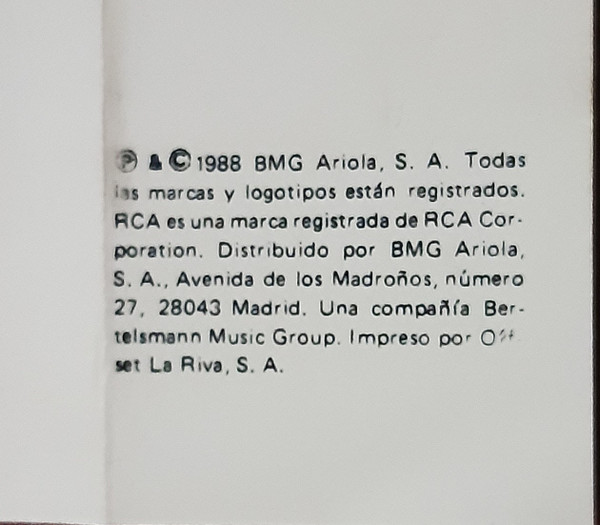 ℗ & © 1988 BMG Ariola, S. A. Todas
las marcas y logotipos están registrados.
RCA es una marca registrada de RCA Cor-
poration. Distribuido por BMG Ariola,
S. A., Avenida de los Madroños, número
27, 28043 Madrid. Una compañía Ber-
telsmann Music Group. Impreso por Off-
set La Riva, S. A.